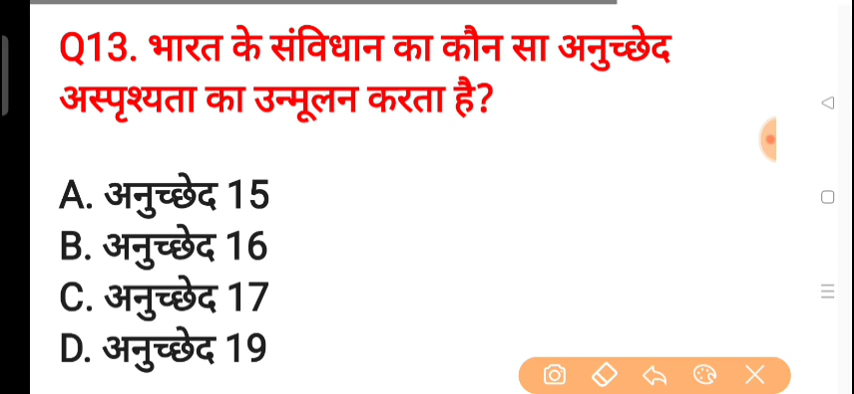 Q13. भारत के संविधान का कौन सा अनुच्छेद
अस्पृश्यता का उन्मूलन करता है?
A. अनुच्छेद 15
B. अनुच्छेद 16
C. अनुच्छेद 17
D. अनुच्छेद 19